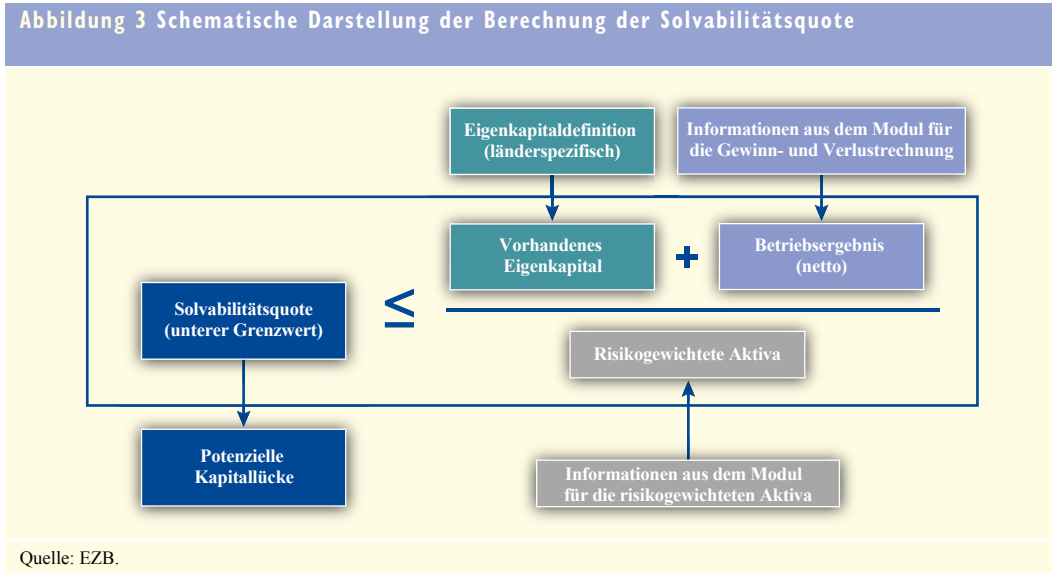 Abbildung 3 Schematische Darstellung der Berechnung der Solvabilitätsquote
Eigenkapitaldefinition
(länderspezifisch)
Informationen aus dem Modul für
die Gewinn- und Verlustrechnung
Vorhandenes
Eigenkapital
+
Betriebsergebnis
(netto)
Solvabilitätsquote
(unterer Grenzwert)
≤
Risikogewichtete Aktiva
Potenzielle
Kapitallücke
Informationen aus dem Modul
für die risikogewichteten Aktiva
Quelle: EZB.